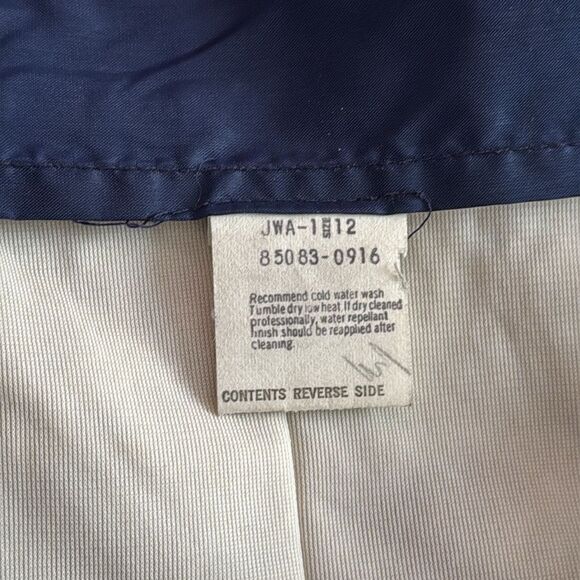 JWA-1 12
85083-0916
Recommend cold water wash
Tumble dry low heat. If dry cleaned
professionally, water repellant
finish should be reapplied after
cleaning.
CONTENTS REVERSE SIDE